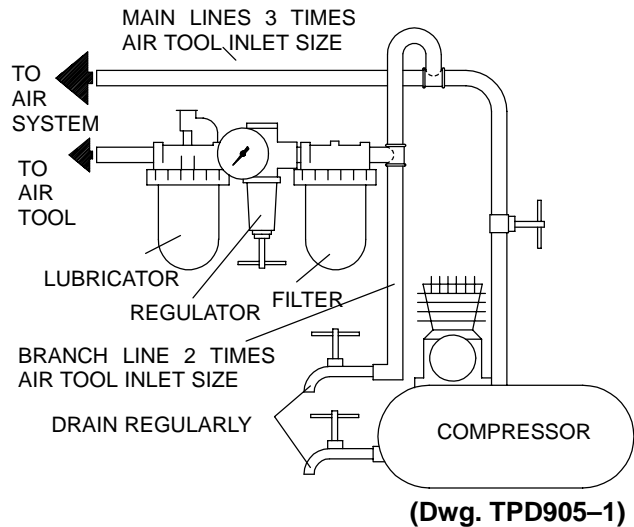 MAIN LINES 3 TIMES
AIR TOOL INLET SIZE
TO
AIR
SYSTEM
TO
AIR
TOOL
LUBRICATOR
REGULATOR
FILTER
BRANCH LINE 2 TIMES
AIR TOOL INLET SIZE
DRAIN REGULARLY
COMPRESSOR
(Dwg. TPD905–1)